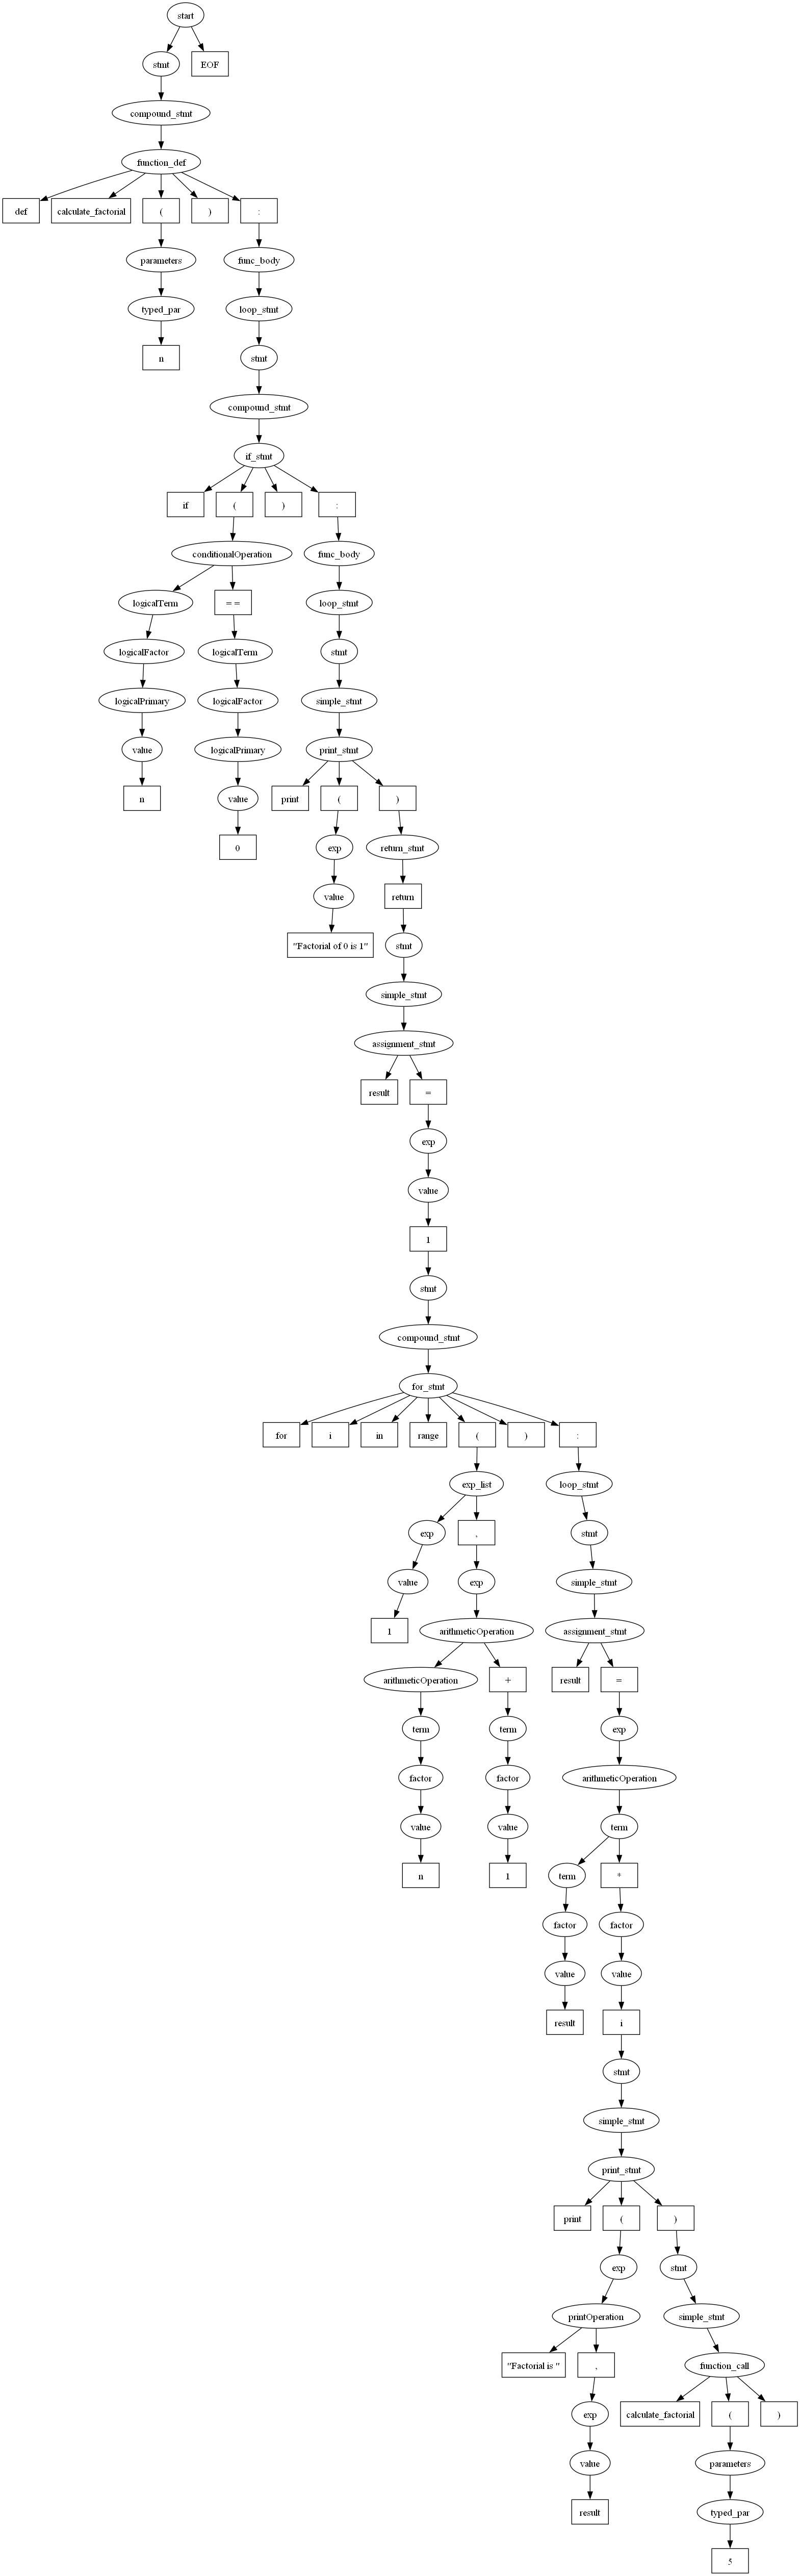 start
stmt EOF
compound_stmt
function_def
def calculate_factorial ( ) :
parameters func_body
typed_par loop_stmt
n stmt
compound_stmt
if_stmt
if ( ) :
conditionalOperation func_body
logicalTerm = = loop_stmt
logicalFactor logicalTerm stmt
logicalPrimary logicalFactor simple_stmt
value logicalPrimary print_stmt
n value print ( )
0 exp return_stmt
value return
"Factorial of 0 is 1" stmt
simple_stmt
assignment_stmt
result =
exp
value
1
stmt
compound_stmt
for_stmt
for i in range ( ) :
exp_list loop_stmt
exp , stmt
value exp simple_stmt
1 arithmeticOperation assignment_stmt
arithmeticOperation + result =
term term exp
factor factor arithmeticOperation
value value term
n 1 term *
factor factor
value value
result i
stmt
simple_stmt
print_stmt
print ( )
exp stmt
printOperation simple_stmt
"Factorial is " , function_call
exp calculate_factorial ( )
value parameters
result typed_par
5